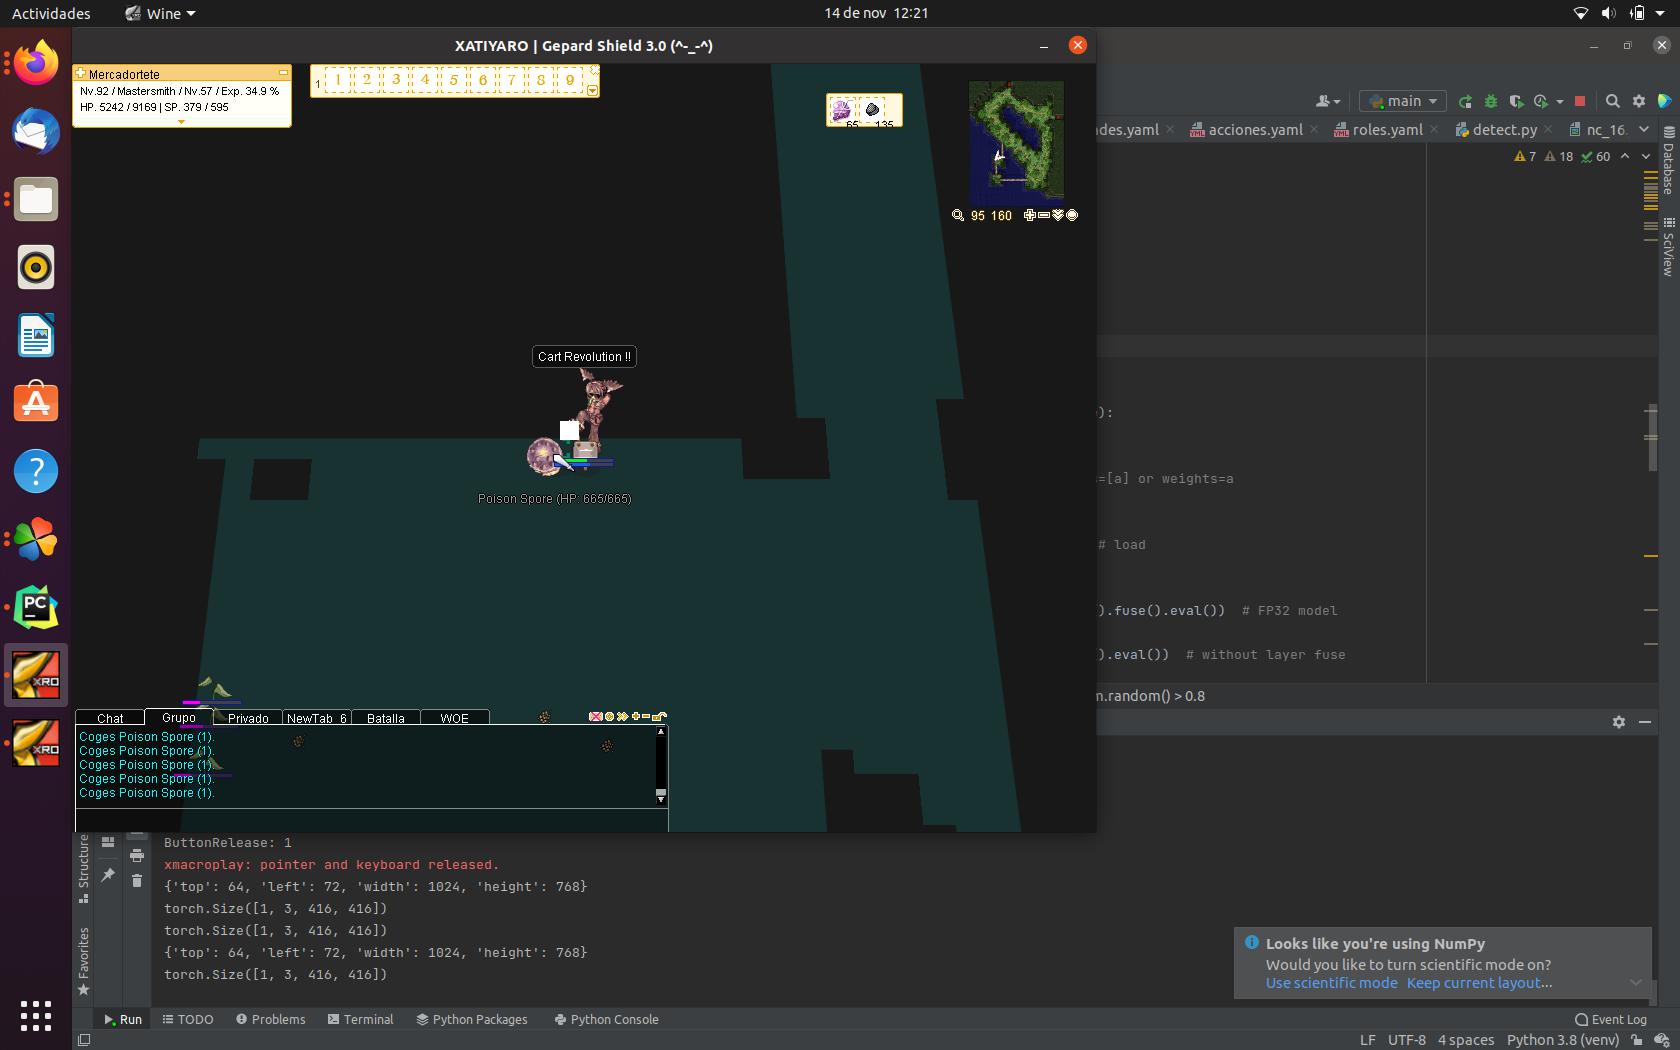 Actividades
Wine
14 de nov 12:21
XATIYARO | Gepard Shield 3.0 (^-_-^)
Mercadortete
Nv.92 / Mastersmith / Nv.57 / Exp. 34.9 %
HP. 5242 / 9169 | SP. 379 / 595
1
1 2 3 4 5 6 7 8 9
65 135
95 160
main
des.yaml
acciones.yaml
roles.yaml
detect.py
nc_16.
7 18 60
Database
SciView
Cart Revolution !!
Poison Spore (HP: 665/665)
):
=[a] or weights=a
# load
).fuse().eval()) # FP32 model
).eval()) # without layer fuse
m.random() > 0.8
Chat Grupo Privado NewTab_6 Batalla WOE
Coges Poison Spore (1).
Coges Poison Spore (1).
Coges Poison Spore (1).
Coges Poison Spore (1).
Coges Poison Spore (1).
PC
XRO
XRO
Structure
Favorites
ButtonRelease: 1
xmacroplay: pointer and keyboard released.
{'top': 64, 'left': 72, 'width': 1024, 'height': 768}
torch.Size([1, 3, 416, 416])
torch.Size([1, 3, 416, 416])
{'top': 64, 'left': 72, 'width': 1024, 'height': 768}
torch.Size([1, 3, 416, 416])
Looks like you're using NumPy
Would you like to turn scientific mode on?
Use scientific mode Keep current layout...
Run TODO Problems Terminal Python Packages Python Console
Event Log
LF UTF-8 4 spaces Python 3.8 (venv)